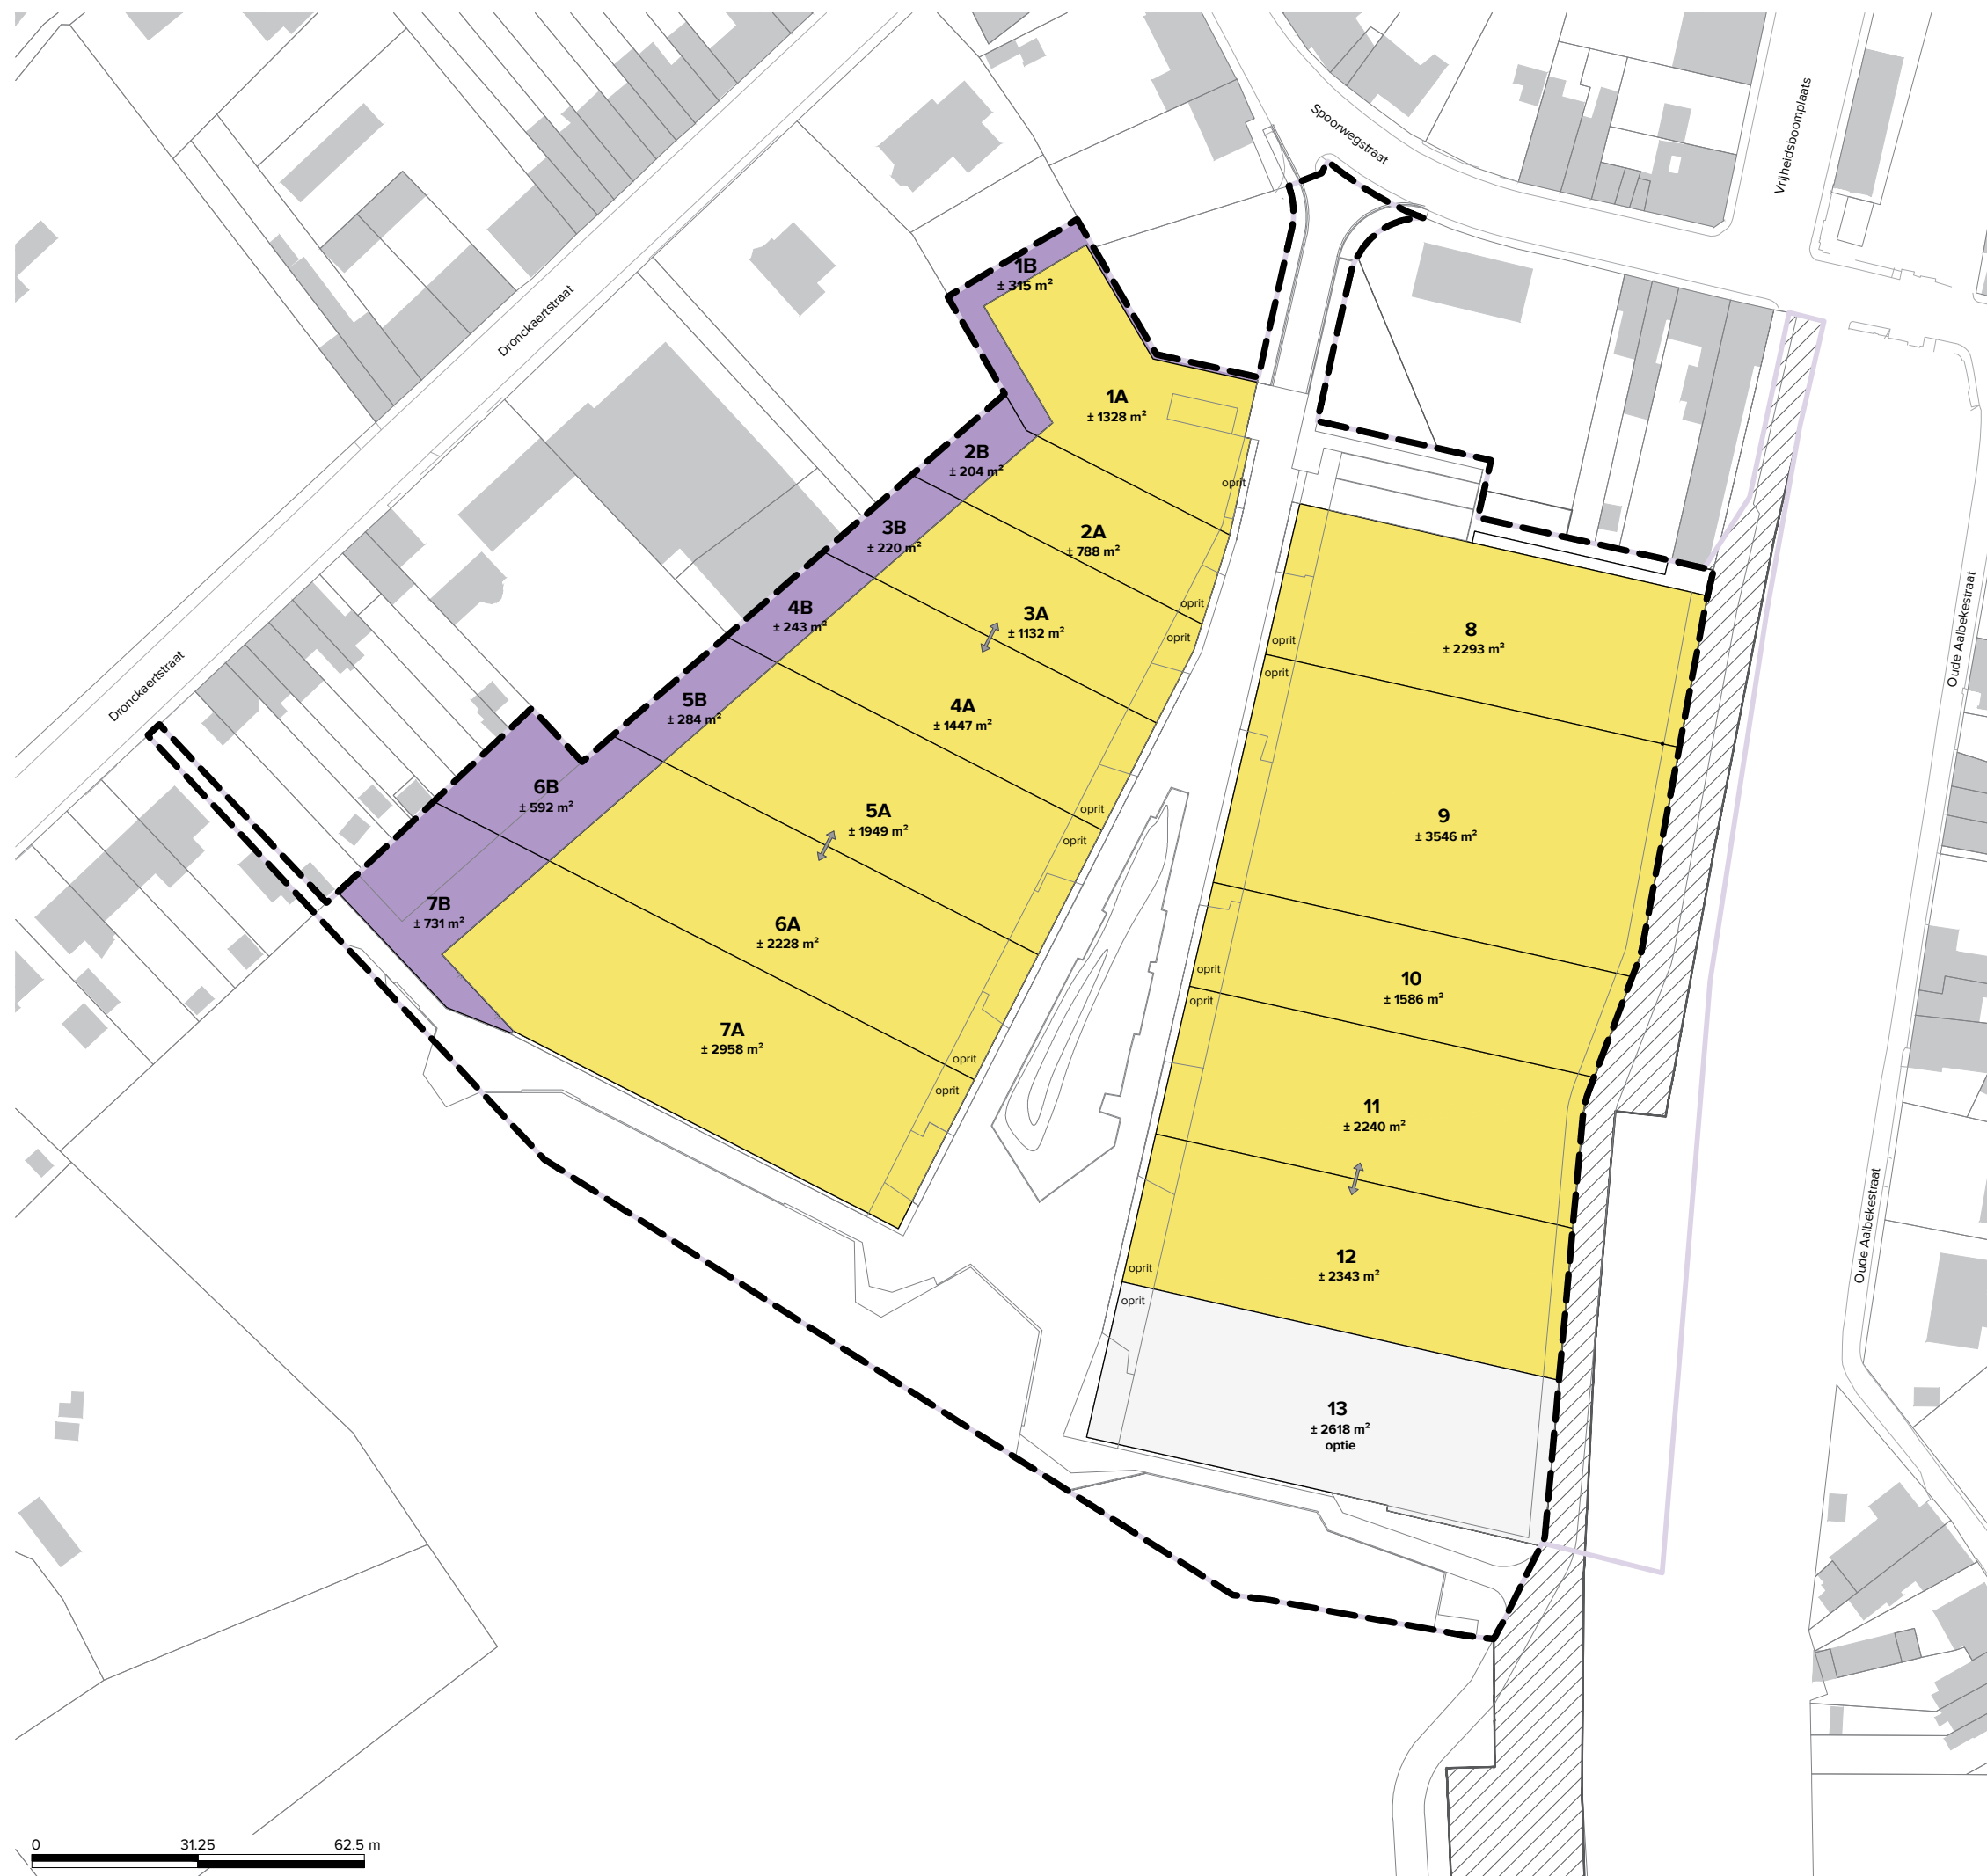 Spoorwegstraat
Vrijheidsboomplaats
Dronckaertstraat
1B
± 315 m²
1A
± 1328 m²
2B
± 204 m²
oprit
3B
± 220 m²
2A
± 788 m²
4B
± 243 m²
3A
± 1132 m²
oprit
oprit
Oude Aalbekestraat
8
± 2293 m²
oprit
oprit
Dronckaertstraat
5B
± 284 m²
4A
± 1447 m²
6B
± 592 m²
5A
± 1949 m²
oprit
oprit
9
± 3546 m²
7B
± 731 m²
6A
± 2228 m²
oprit
oprit
10
± 1586 m²
7A
± 2958 m²
oprit
oprit
11
± 2240 m²
Oude Aalbekestraat
12
± 2343 m²
oprit
oprit
13
± 2618 m²
optie
0 31.25 62.5 m